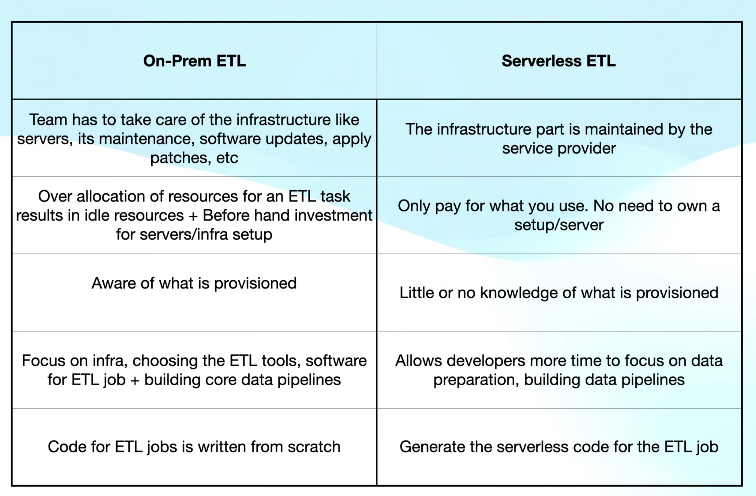 On-Prem ETL
Serverless ETL
Team has to take care of the infrastructure like
servers, its maintenance, software updates, apply
patches, etc
The infrastructure part is maintained by the
service provider
Over allocation of resources for an ETL task
results in idle resources + Before hand investment
for servers/infra setup
Only pay for what you use. No need to own a
setup/server
Aware of what is provisioned
Little or no knowledge of what is provisioned
Focus on infra, choosing the ETL tools, software
for ETL job + building core data pipelines
Allows developers more time to focus on data
preparation, building data pipelines
Code for ETL jobs is written from scratch
Generate the serverless code for the ETL job